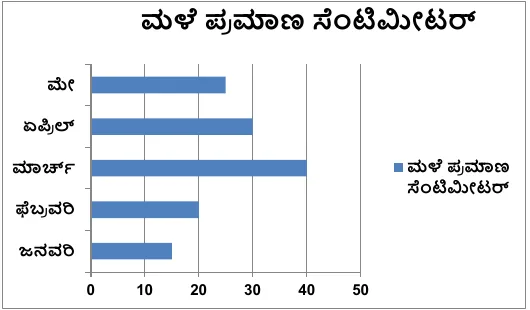 ಮಳೆ ಪ್ರಮಾಣ ಸೆಂಟಿಮೀಟರ್
ಮೇ
ಏಪ್ರಿಲ್
ಮಾರ್ಚ್
ಫೆಬ್ರವರಿ
ಜನವರಿ
0 10 20 30 40 50
ಮಳೆ ಪ್ರಮಾಣ
ಸೆಂಟಿಮೀಟರ್